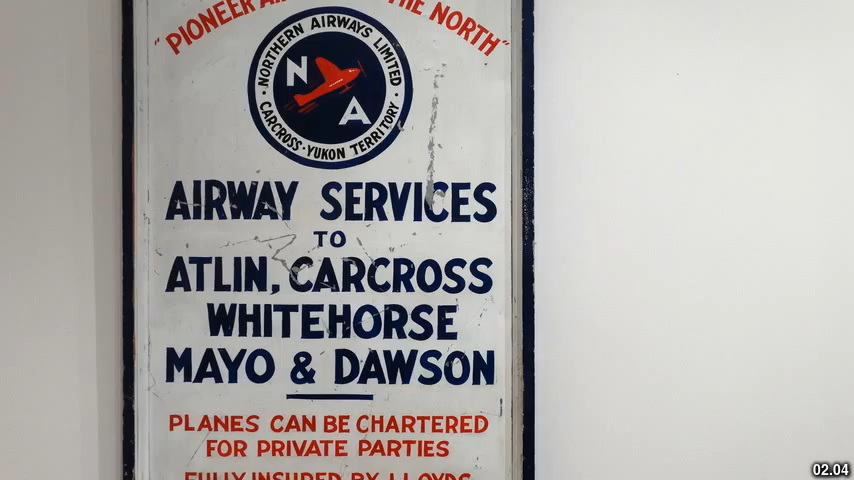 "PIONEER THE NORTH"
NORTHERN AIRWAYS LIMITED
N A
CARCROSS · YUKON TERRITORY
AIRWAY SERVICES
TO
ATLIN, CARCROSS
WHITEHORSE
MAYO & DAWSON
PLANES CAN BE CHARTERED
FOR PRIVATE PARTIES
FULLY INSURED BY LLOYDS
02.04